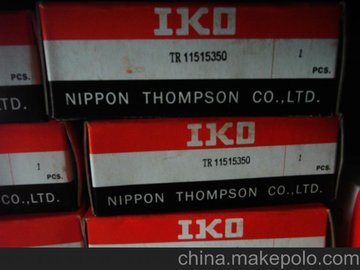 IKO
TR 11515350
1
PCS.
PCS.
NIPPON THOMPSON CO.,LTD.
IKO
TR 11515350
1
1
PCS.
PCS.
CO.,LTD.
NIPPON THOMPSON CO.,LTD.
IKO
china.makepolo.com